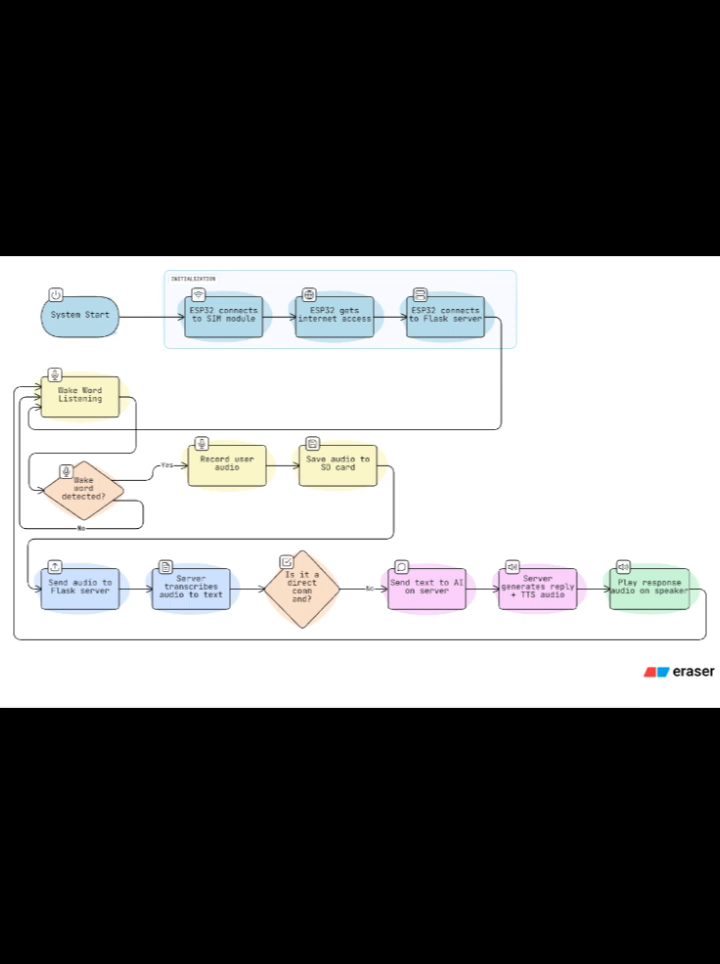 INITIALIZATION
System Start
ESP32 connects
to SIM module
ESP32 gets
internet access
ESP32 connects
to Flask server
Wake Word
Listening
Wake
word
detected?
Yes
No
Record user
audio
Save audio to
SD card
Send audio to
Flask server
Server
transcribes
audio to text
Is it a
direct
comm
and?
No
Send text to AI
on server
Server
generates reply
+ TTS audio
Play response
audio on speaker
eraser